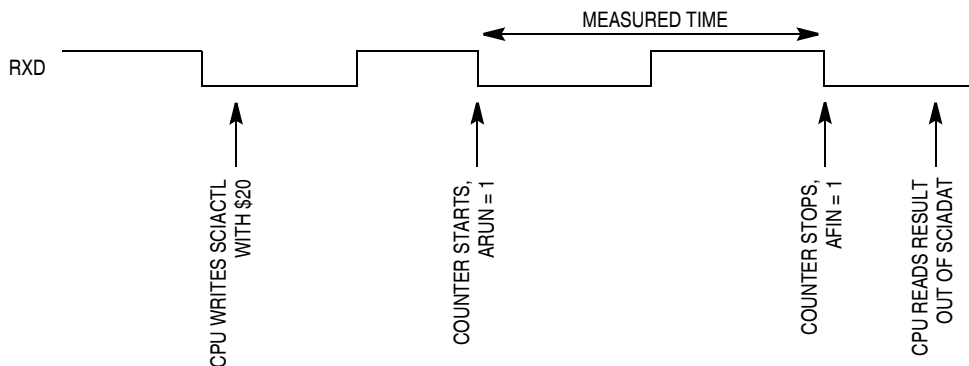 MEASURED TIME
RXD
CPU WRITES SCIACTL
WITH $20
COUNTER STARTS,
ARUN = 1
COUNTER STOPS,
AFIN = 1
CPU READS RESULT
OUT OF SCIADAT